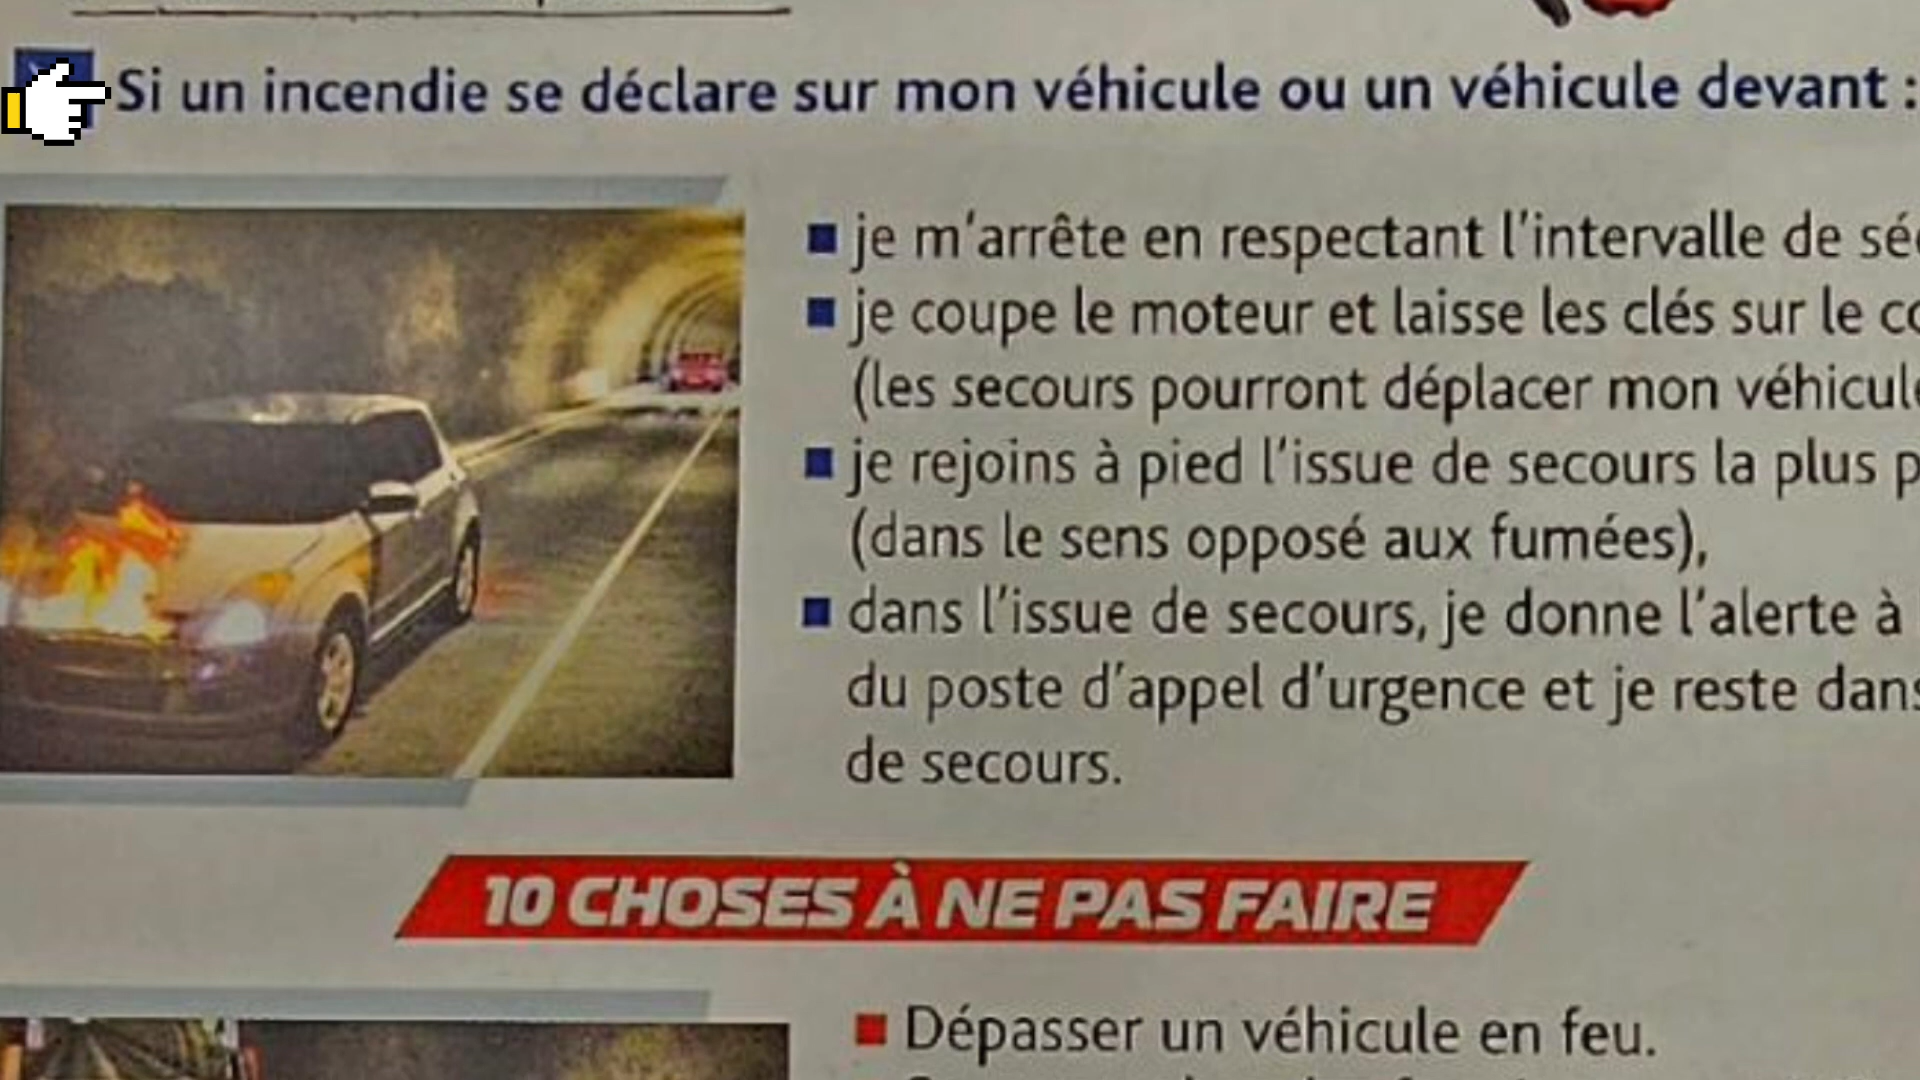 Si un incendie se déclare sur mon véhicule ou un véhicule devant :
je m'arrête en respectant l'intervalle de
je coupe le moteur et laisse les clés sur le
(les secours pourront déplacer mon
je rejoins à pied l'issue de secours la plus
(dans le sens opposé aux fumées),
dans l'issue de secours, je donne l'alerte à
du poste d'appel d'urgence et je reste dans
de secours.
10 CHOSES À NE PAS FAIRE
Dépasser un véhicule en feu.